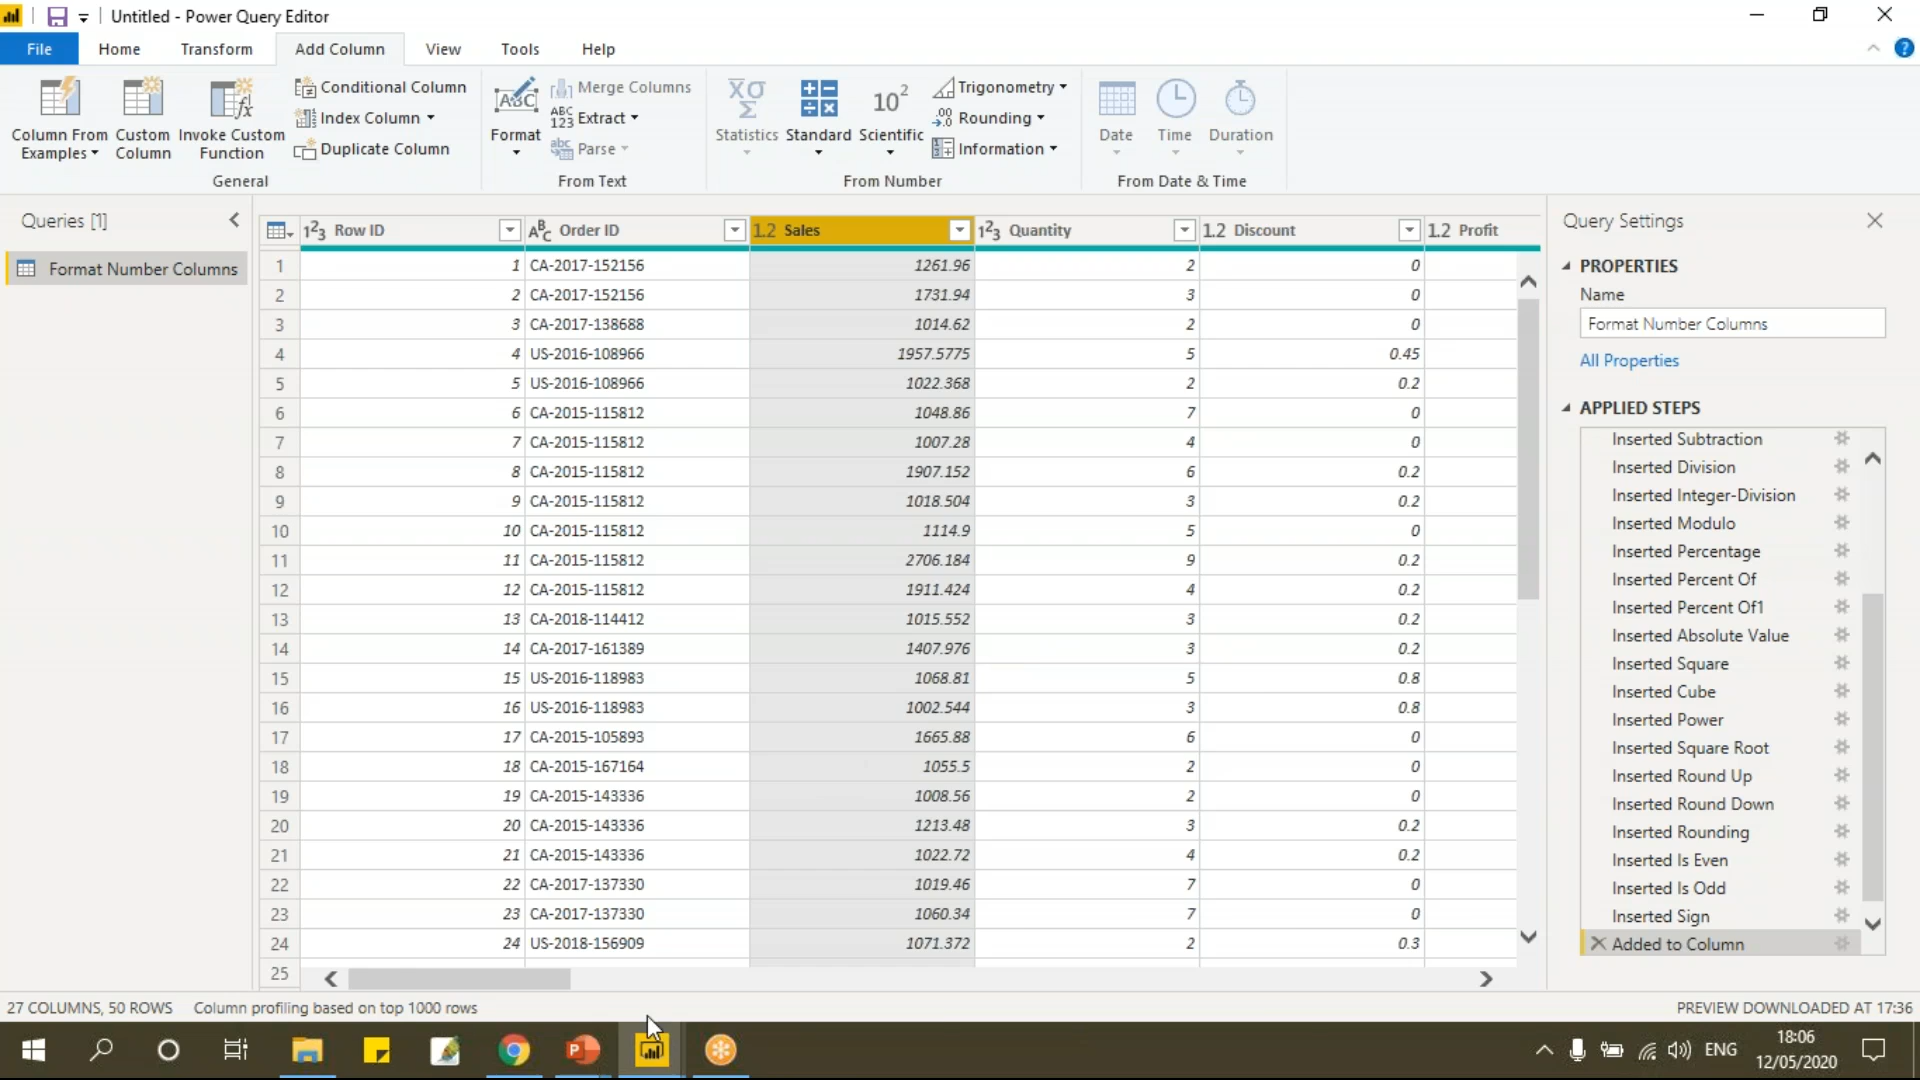 Untitled - Power Query Editor
File Home Transform Add Column View Tools Help
Column From Examples
Custom Column
Invoke Custom Function
Conditional Column
Index Column
Duplicate Column
General
Format
Merge Columns
Extract
Parse
From Text
Statistics
Standard
Scientific
Trigonometry
Rounding
Information
From Number
Date
Time
Duration
From Date & Time
Queries [1]
Format Number Columns
Row ID Order ID 1.2 Sales Quantity 1.2 Discount 1.2 Profit
1 1 CA-2017-152156 1261.96 2 0
2 2 CA-2017-152156 1731.94 3 0
3 3 CA-2017-138688 1014.62 2 0
4 4 US-2016-108966 1957.5775 5 0.45
5 5 US-2016-108966 1022.368 2 0.2
6 6 CA-2015-115812 1048.86 7 0
7 7 CA-2015-115812 1007.28 4 0
8 8 CA-2015-115812 1907.152 6 0.2
9 9 CA-2015-115812 1018.504 3 0.2
10 10 CA-2015-115812 1114.9 5 0
11 11 CA-2015-115812 2706.184 9 0.2
12 12 CA-2015-115812 1911.424 4 0.2
13 13 CA-2018-114412 1015.552 3 0.2
14 14 CA-2017-161389 1407.976 3 0.2
15 15 US-2016-118983 1068.81 5 0.8
16 16 US-2016-118983 1002.544 3 0.8
17 17 CA-2015-105893 1665.88 6 0
18 18 CA-2015-167164 1055.5 2 0
19 19 CA-2015-143336 1008.56 2 0
20 20 CA-2015-143336 1213.48 3 0.2
21 21 CA-2015-143336 1022.72 4 0.2
22 22 CA-2017-137330 1019.46 7 0
23 23 CA-2017-137330 1060.34 7 0
24 24 US-2018-156909 1071.372 2 0.3
25
Query Settings
PROPERTIES
Name
Format Number Columns
All Properties
APPLIED STEPS
Inserted Subtraction
Inserted Division
Inserted Integer-Division
Inserted Modulo
Inserted Percentage
Inserted Percent Of
Inserted Percent Of1
Inserted Absolute Value
Inserted Square
Inserted Cube
Inserted Power
Inserted Square Root
Inserted Round Up
Inserted Round Down
Inserted Rounding
Inserted Is Even
Inserted Is Odd
Inserted Sign
Added to Column
27 COLUMNS, 50 ROWS Column profiling based on top 1000 rows
PREVIEW DOWNLOADED AT 17:36
ENG
18:06
12/05/2020